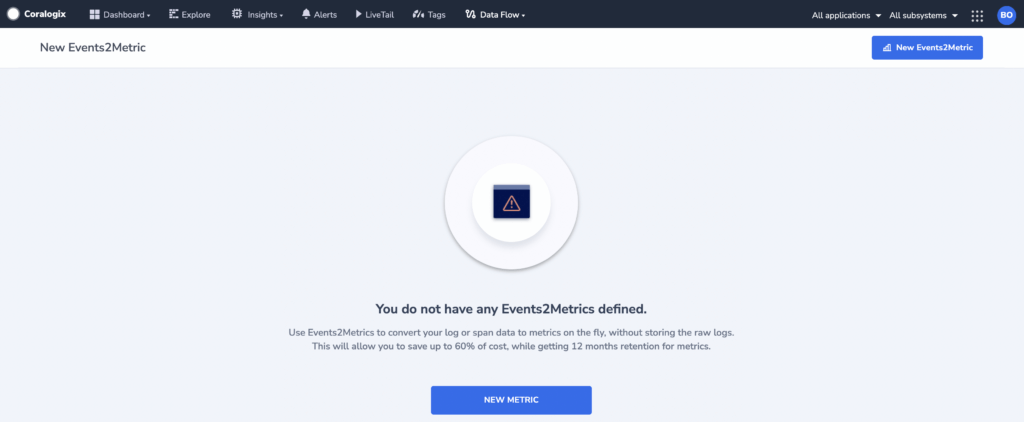 Coralogix Dashboard Explore Insights Alerts LiveTail Tags Data Flow All applications All subsystems BO
New Events2Metric New Events2Metric
You do not have any Events2Metrics defined.
Use Events2Metrics to convert your log or span data to metrics on the fly, without storing the raw logs.
This will allow you to save up to 60% of cost, while getting 12 months retention for metrics.
NEW METRIC